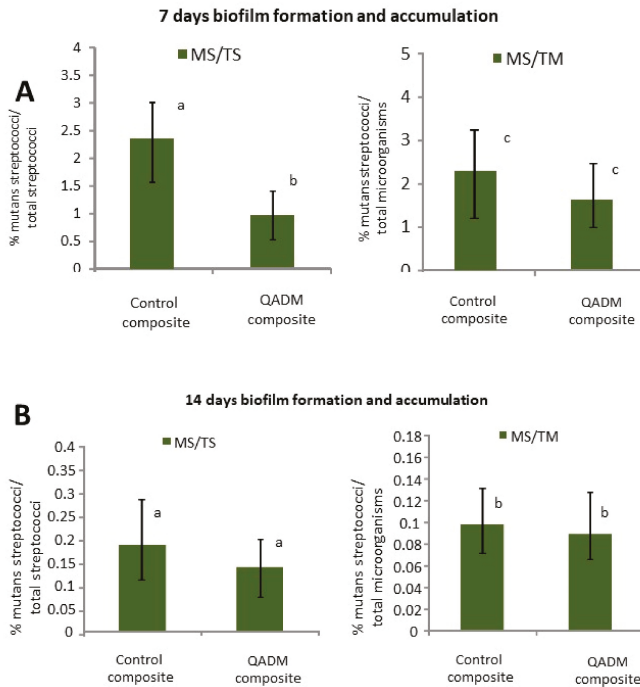 7 days biofilm formation and accumulation
A
% mutans streptococci/
total streptococci
4
3.5
3
2.5
2
1.5
1
0.5
0
MS/TS
a
b
Control
composite
QADM
composite
% mutans streptococci/
total microorganisms
5
4
3
2
1
0
MS/TM
c
c
Control
composite
QADM
composite
14 days biofilm formation and accumulation
B
% mutans streptococci/
total streptococci
0.4
0.35
0.3
0.25
0.2
0.15
0.1
0.05
0
MS/TS
a
a
Control
composite
QADM
composite
% mutans streptococci/
total microorganisms
0.18
0.16
0.14
0.12
0.1
0.08
0.06
0.04
0.02
0
MS/TM
b
b
Control
composite
QADM
composite